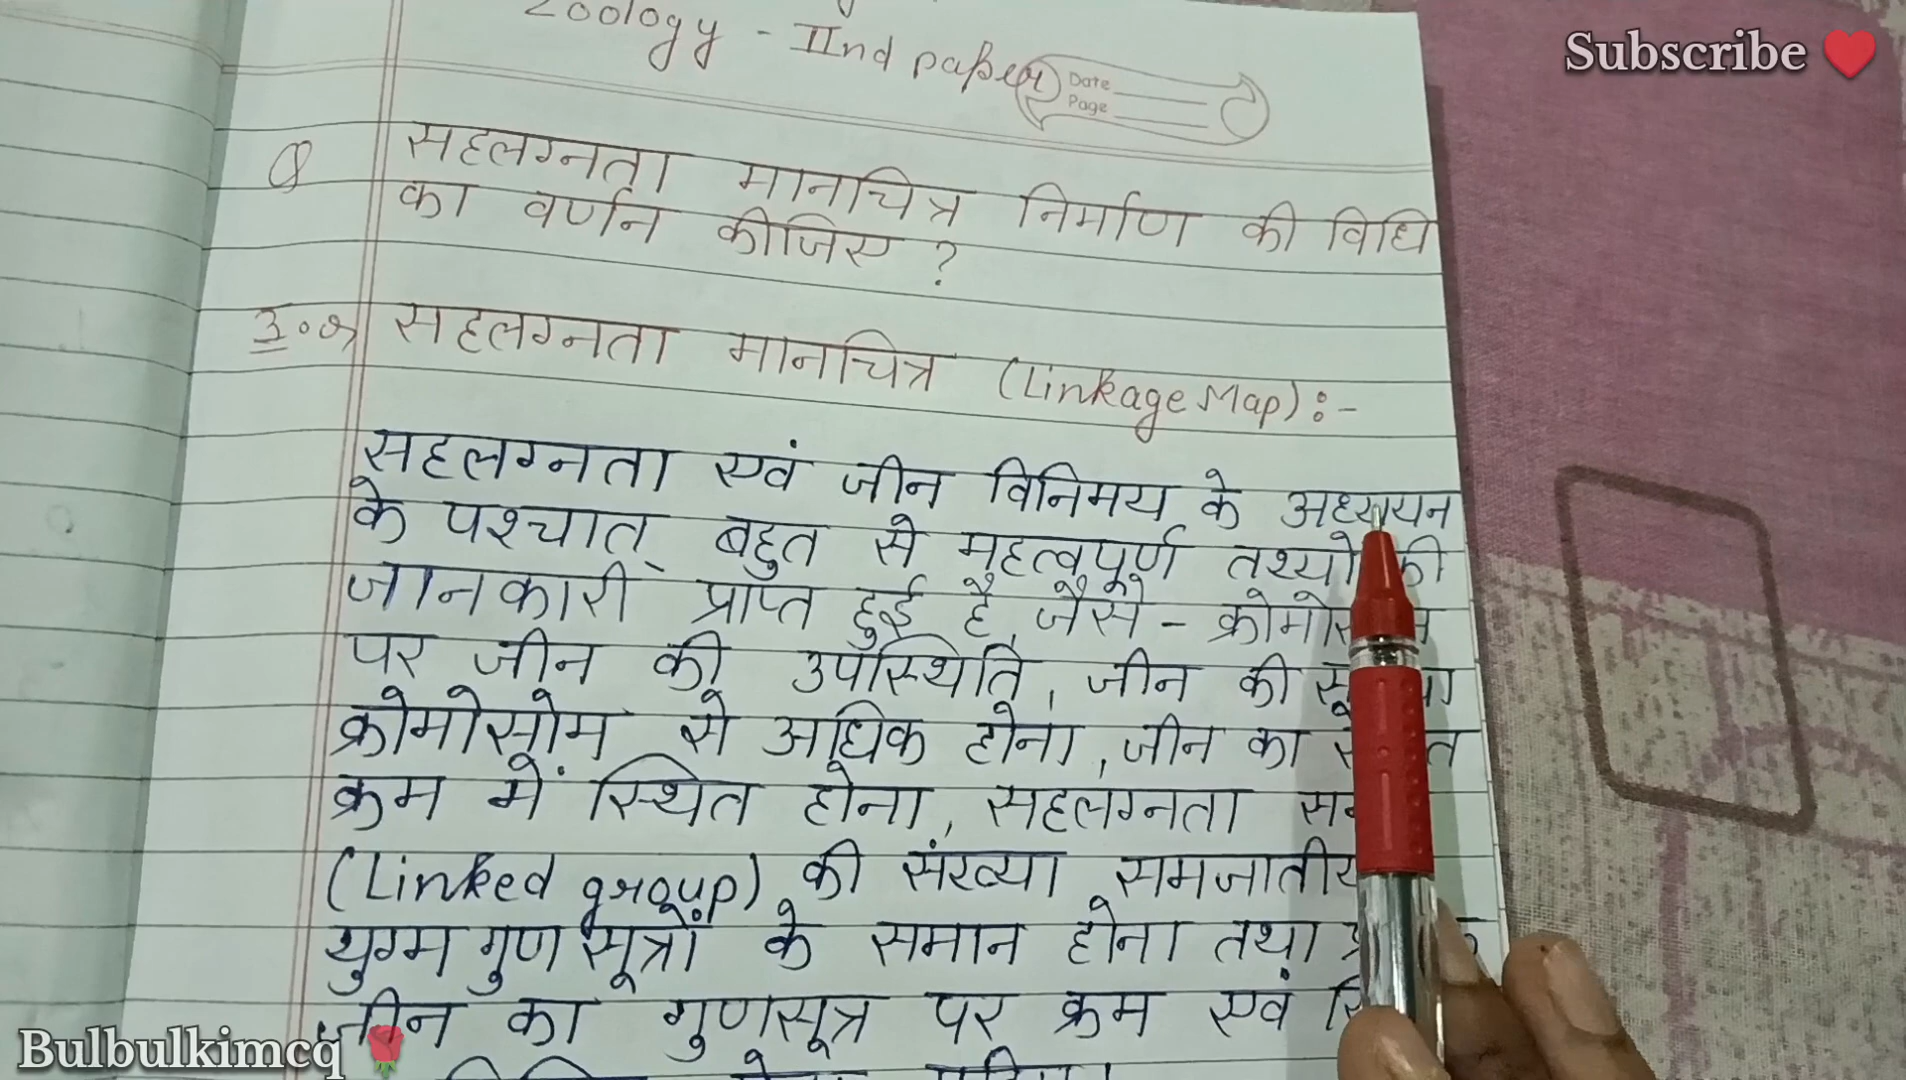 Zoology - IInd paper
Subscribe
Date
Page
Q सहलग्नता मानचित्र निर्माण की विधि
का वर्णन कीजिए ?
उ०→ सहलग्नता मानचित्र (Linkage Map) :-
सहलग्नता एवं जीन विनिमय के अध्ययन
के पश्चात् बहुत से महत्वपूर्ण तथ्यो की
जानकारी प्राप्त हुई है, जैसे -
पर जीन की उपस्थिति, जीन की
क्रोमोसोम से अधिक होना, जीन का
क्रम में स्थित होना, सहलग्नता
(Linked group) की संख्या समजातीय
युग्म गुणसूत्रों के समान होना तथा
जीन का गुणसूत्र पर क्रम एवं
Bulbulkimcq